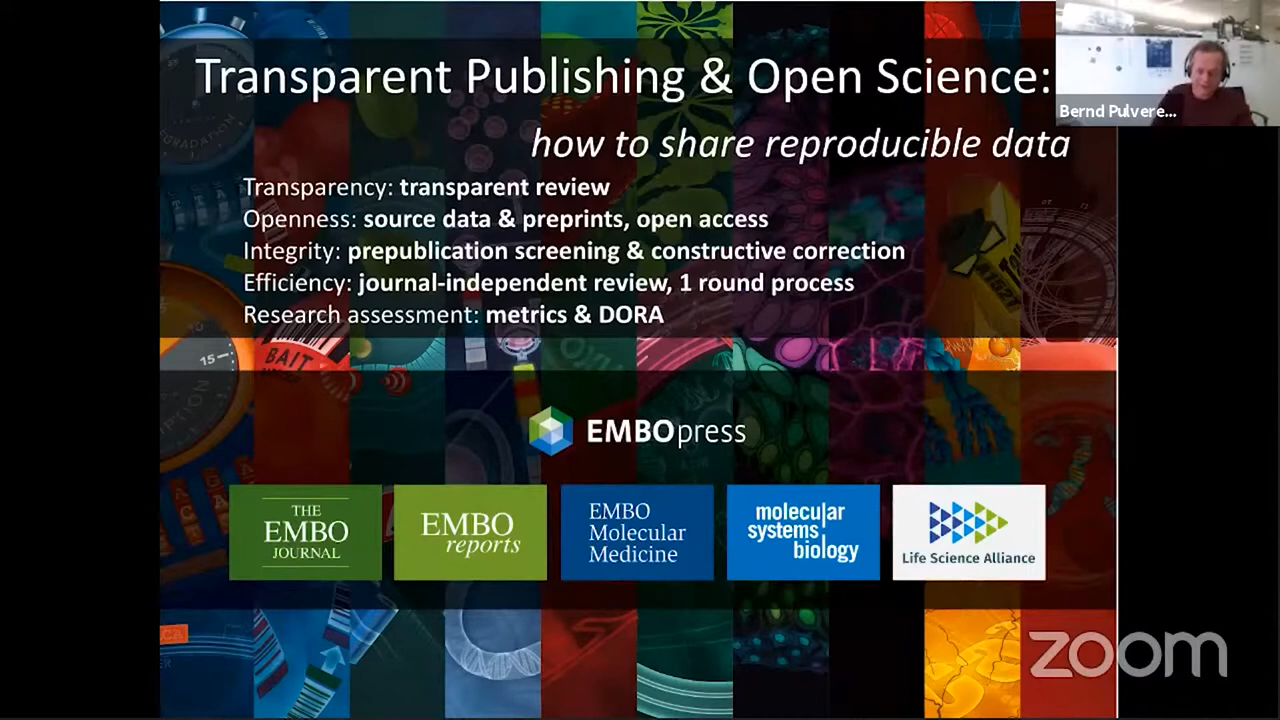 Transparent Publishing & Open Science:
how to share reproducible data
Transparency: transparent review
Openness: source data & preprints, open access
Integrity: prepublication screening & constructive correction
Efficiency: journal-independent review, 1 round process
Research assessment: metrics & DORA
Bernd Pulvere...
15
BAIT
EMBOpress
THE
EMBO
JOURNAL
EMBO
reports
EMBO
Molecular
Medicine
molecular
systems
biology
Life Science Alliance
zoom